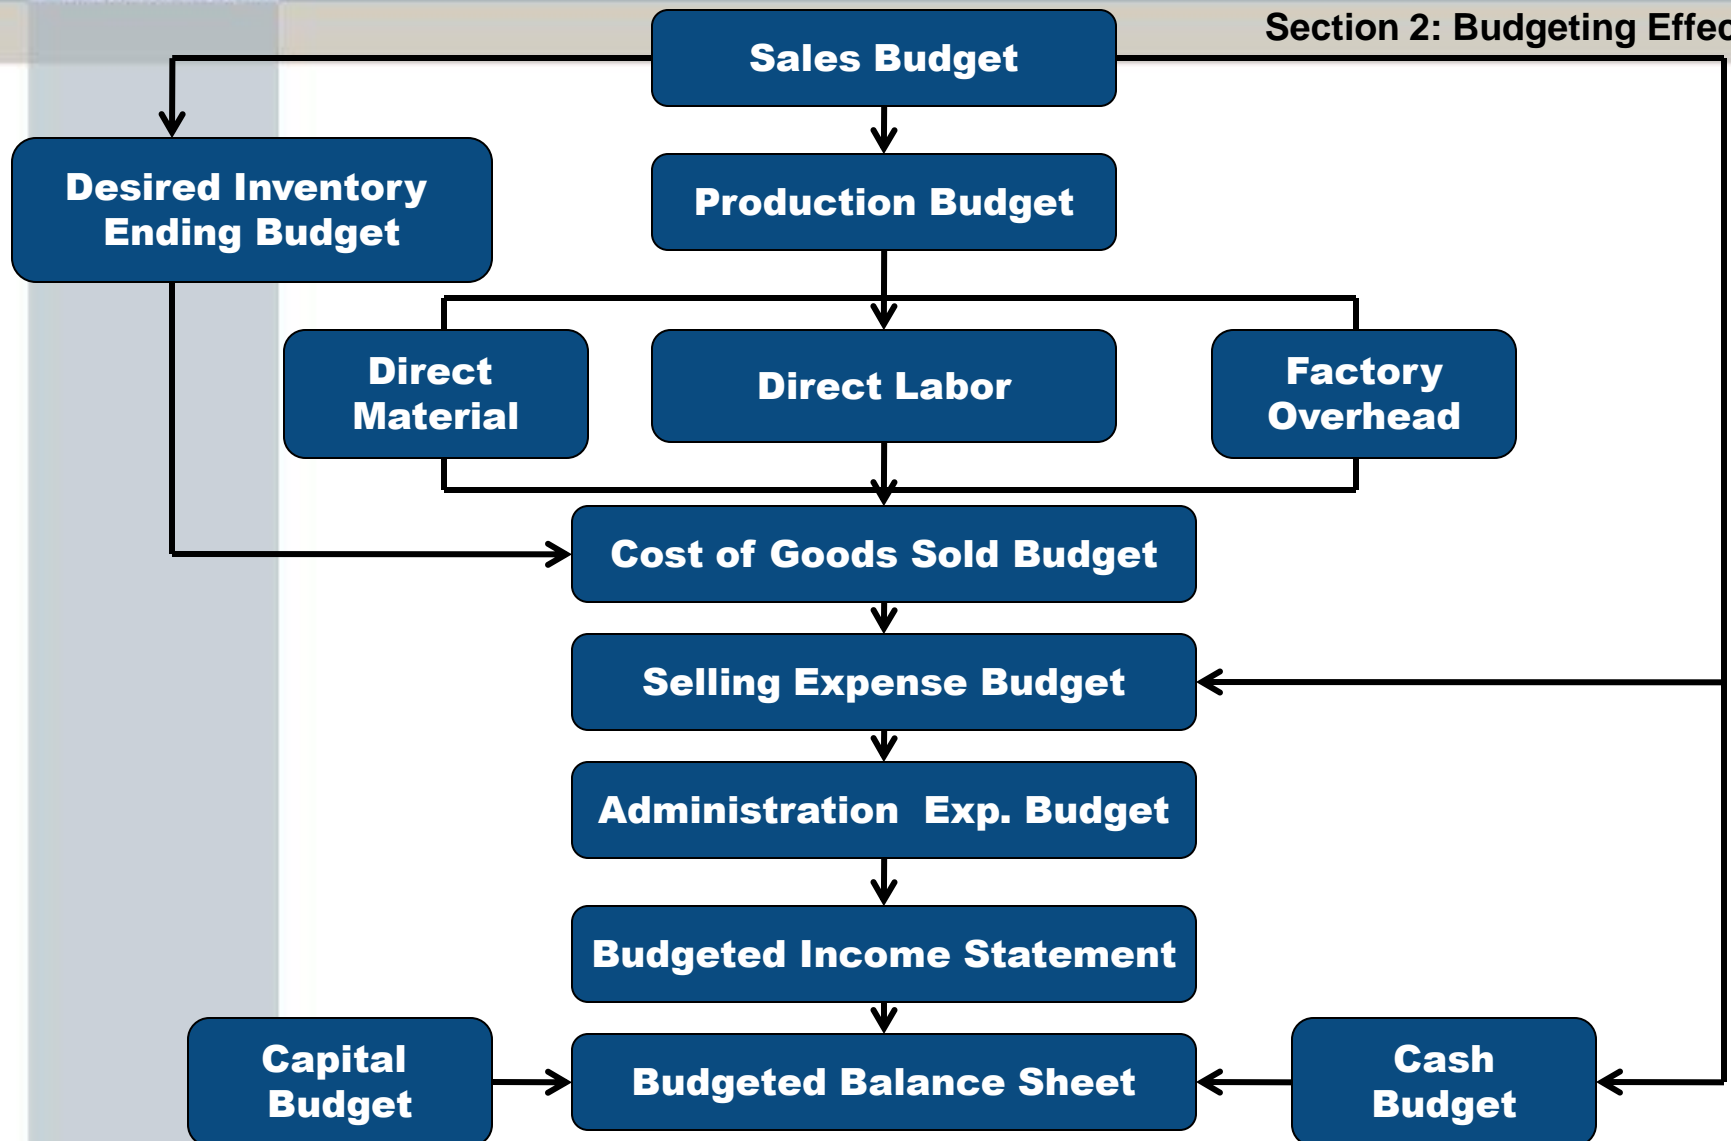 Section 2: Budgeting Effec
Sales Budget
Desired Inventory
Ending Budget
Production Budget
Direct
Material
Direct Labor
Factory
Overhead
Cost of Goods Sold Budget
Selling Expense Budget
Administration  Exp. Budget
Budgeted Income Statement
Capital
Budget
Budgeted Balance Sheet
Cash
Budget